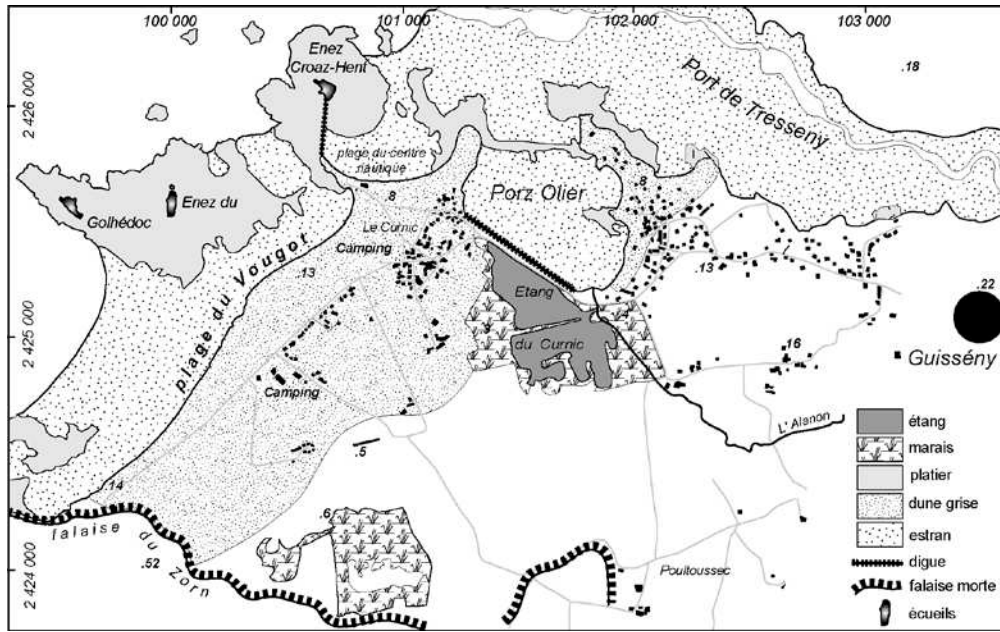 100 000
101 000
102 000
103 000
2 426 000
2 425 000
2 424 000
Enez
Croaz-Hent
.18
Port de Tresseny
plage du centre
nautique
.8
Porz Olier
.8
Golhédoc
Enez du
Le Curnic
Camping
plage du Vougot
.13
.13
.22
Etang
du Curnic
16
Guissény
Camping
L'Alanon
.5
.14
.6
falaise du Zorn
.52
Poultoussec
étang
marais
platier
dune grise
estran
digue
falaise morte
écueils